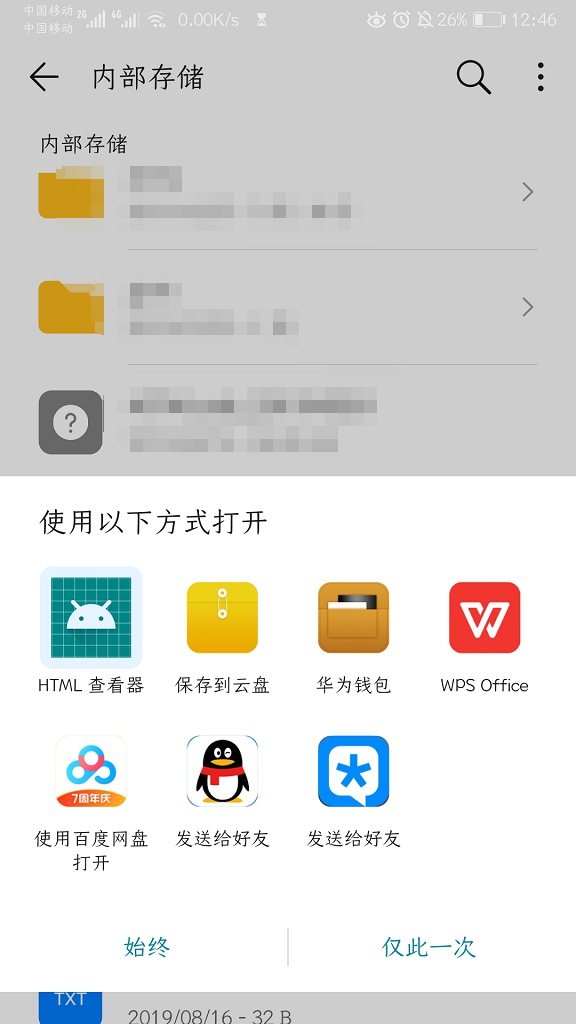 中国移动 2G 4G 0.00K/s 26% 12:46
中国移动
内部存储
内部存储
?
使用以下方式打开
HTML 查看器 保存到云盘 华为钱包 WPS Office
7周年庆
使用百度网盘打开 发送给好友 发送给好友
始终 仅此一次
TXT
2019/08/16 - 32 B